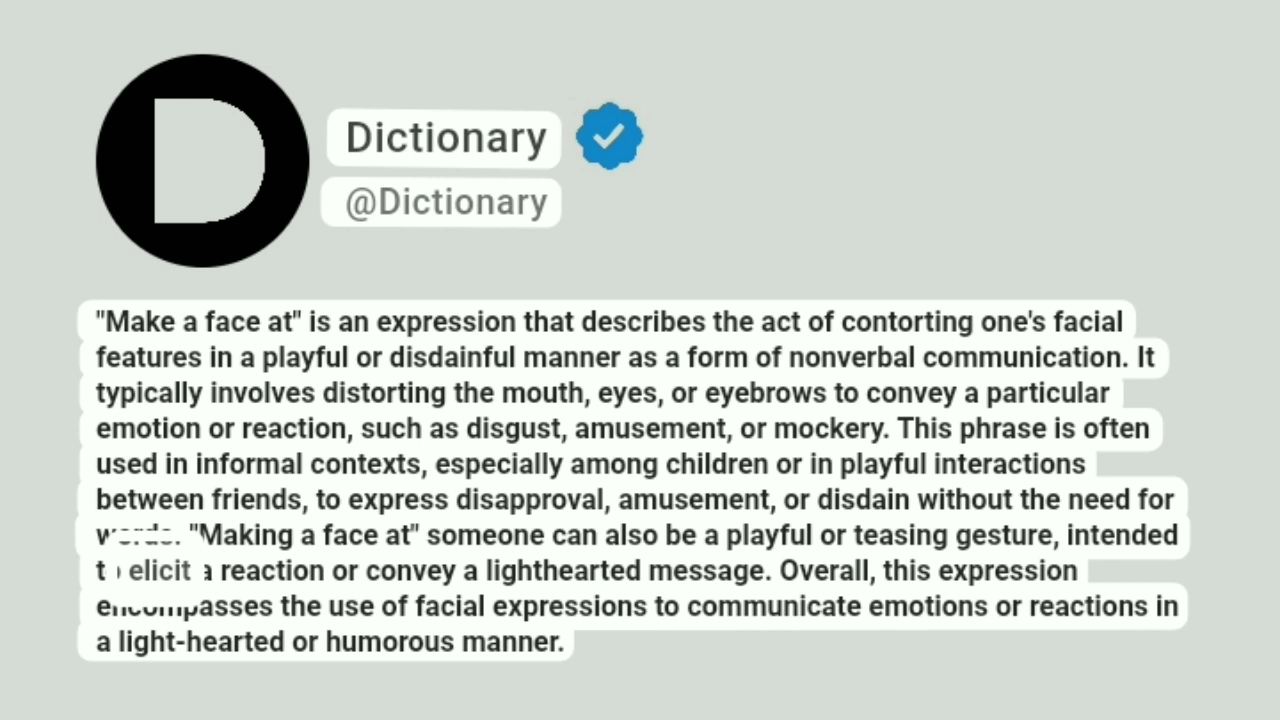 D
Dictionary
@Dictionary
"Make a face at" is an expression that describes the act of contorting one's facial
features in a playful or disdainful manner as a form of nonverbal communication. It
typically involves distorting the mouth, eyes, or eyebrows to convey a particular
emotion or reaction, such as disgust, amusement, or mockery. This phrase is often
used in informal contexts, especially among children or in playful interactions
between friends, to express disapproval, amusement, or disdain without the need for
words. "Making a face at" someone can also be a playful or teasing gesture, intended
to elicit a reaction or convey a lighthearted message. Overall, this expression
encompasses the use of facial expressions to communicate emotions or reactions in
a light-hearted or humorous manner.